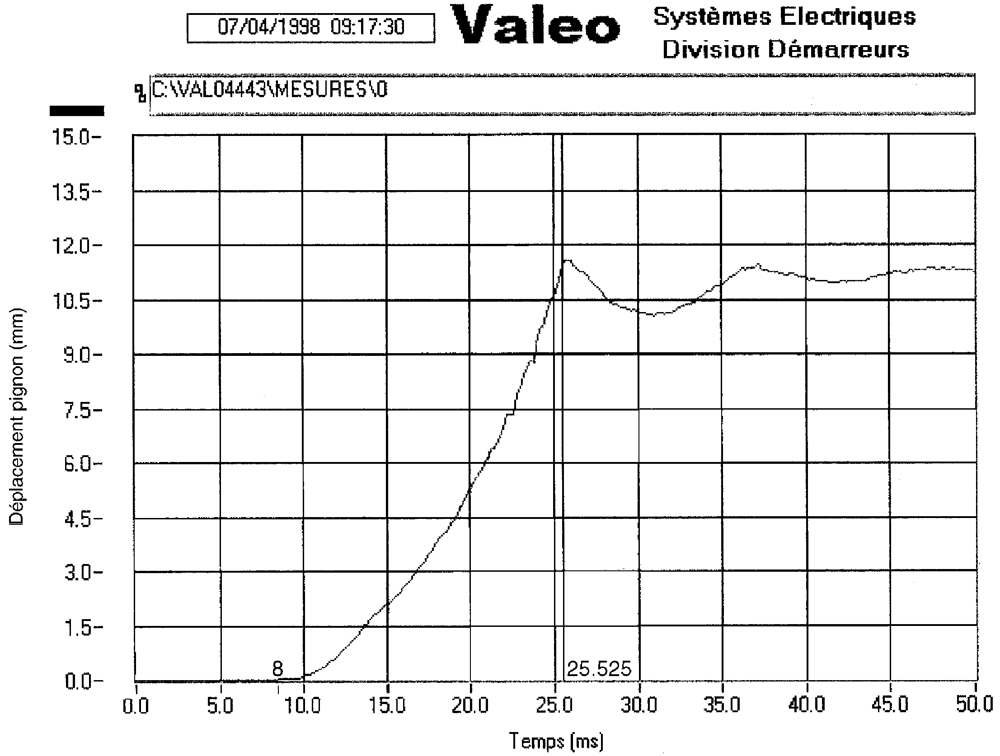 07/04/1998 09:17:30
Valeo
Systèmes Electriques
Division Démarreurs
C:\VAL04443\MESURES\0
15.0
13.5
12.0
10.5
9.0
7.5
6.0
4.5
3.0
1.5
0.0
Déplacement pignon (mm)
8
25.525
0.0 5.0 10.0 15.0 20.0 25.0 30.0 35.0 40.0 45.0 50.0
Temps (ms)